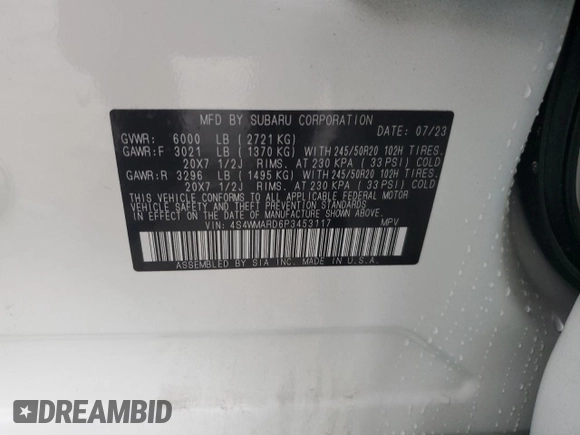 MFD BY SUBARU CORPORATION
GVWR: 6000 LB (2721 KG) DATE: 07/23
GAWR:F 3021 LB (1370 KG) WITH 245/50R20 102H TIRES.
20X7 1/2J RIMS. AT 230 KPA (33 PSI) COLD
GAWR:R 3296 LB (1495 KG) WITH 245/50R20 102H TIRES.
20X7 1/2J RIMS. AT 230 KPA (33 PSI) COLD
THIS VEHICLE CONFORMS TO ALL APPLICABLE FEDERAL MOTOR
VEHICLE SAFETY AND THEFT PREVENTION STANDARDS IN
EFFECT ON THE DATE OF MANUFACTURE SHOWN ABOVE.
VIN: 4S4WMARD6P3453117 MPV
ASSEMBLED BY SIA INC. MADE IN U.S.A.
DREAMBID